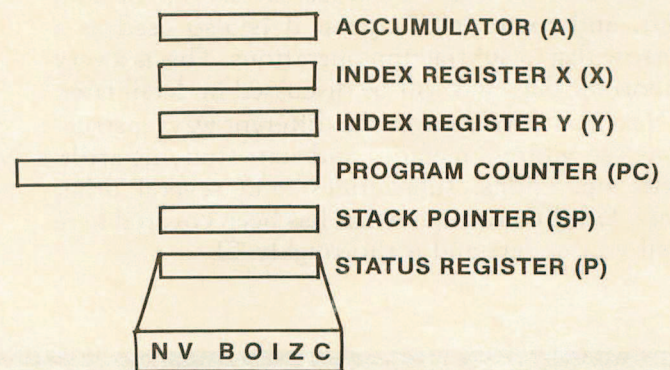 ACCUMULATOR (A)
INDEX REGISTER X (X)
INDEX REGISTER Y (Y)
PROGRAM COUNTER (PC)
STACK POINTER (SP)
STATUS REGISTER (P)
N V B O I Z C